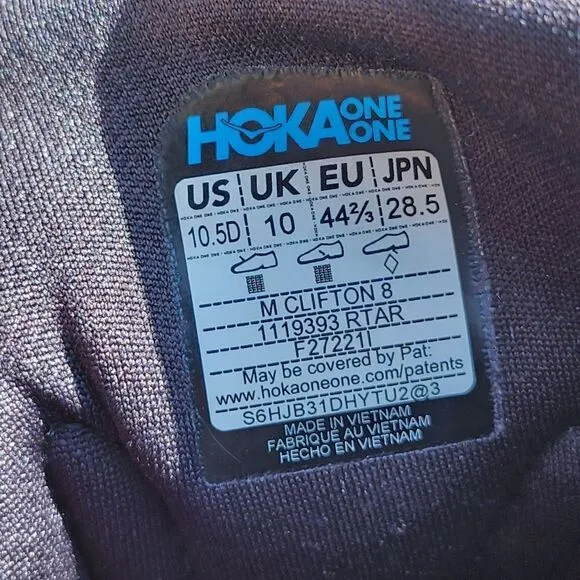 HOKA ONE ONE
US UK EU JPN
10.5D 10 44⅔ 28.5
M CLIFTON 8
1119393 RTAR
F27221I
May be covered by Pat:
www.hokaoneone.com/patents
S6HJB31DHYTU2@3
MADE IN VIETNAM
FABRIQUÉ AU VIETNAM
HECHO EN VIETNAM